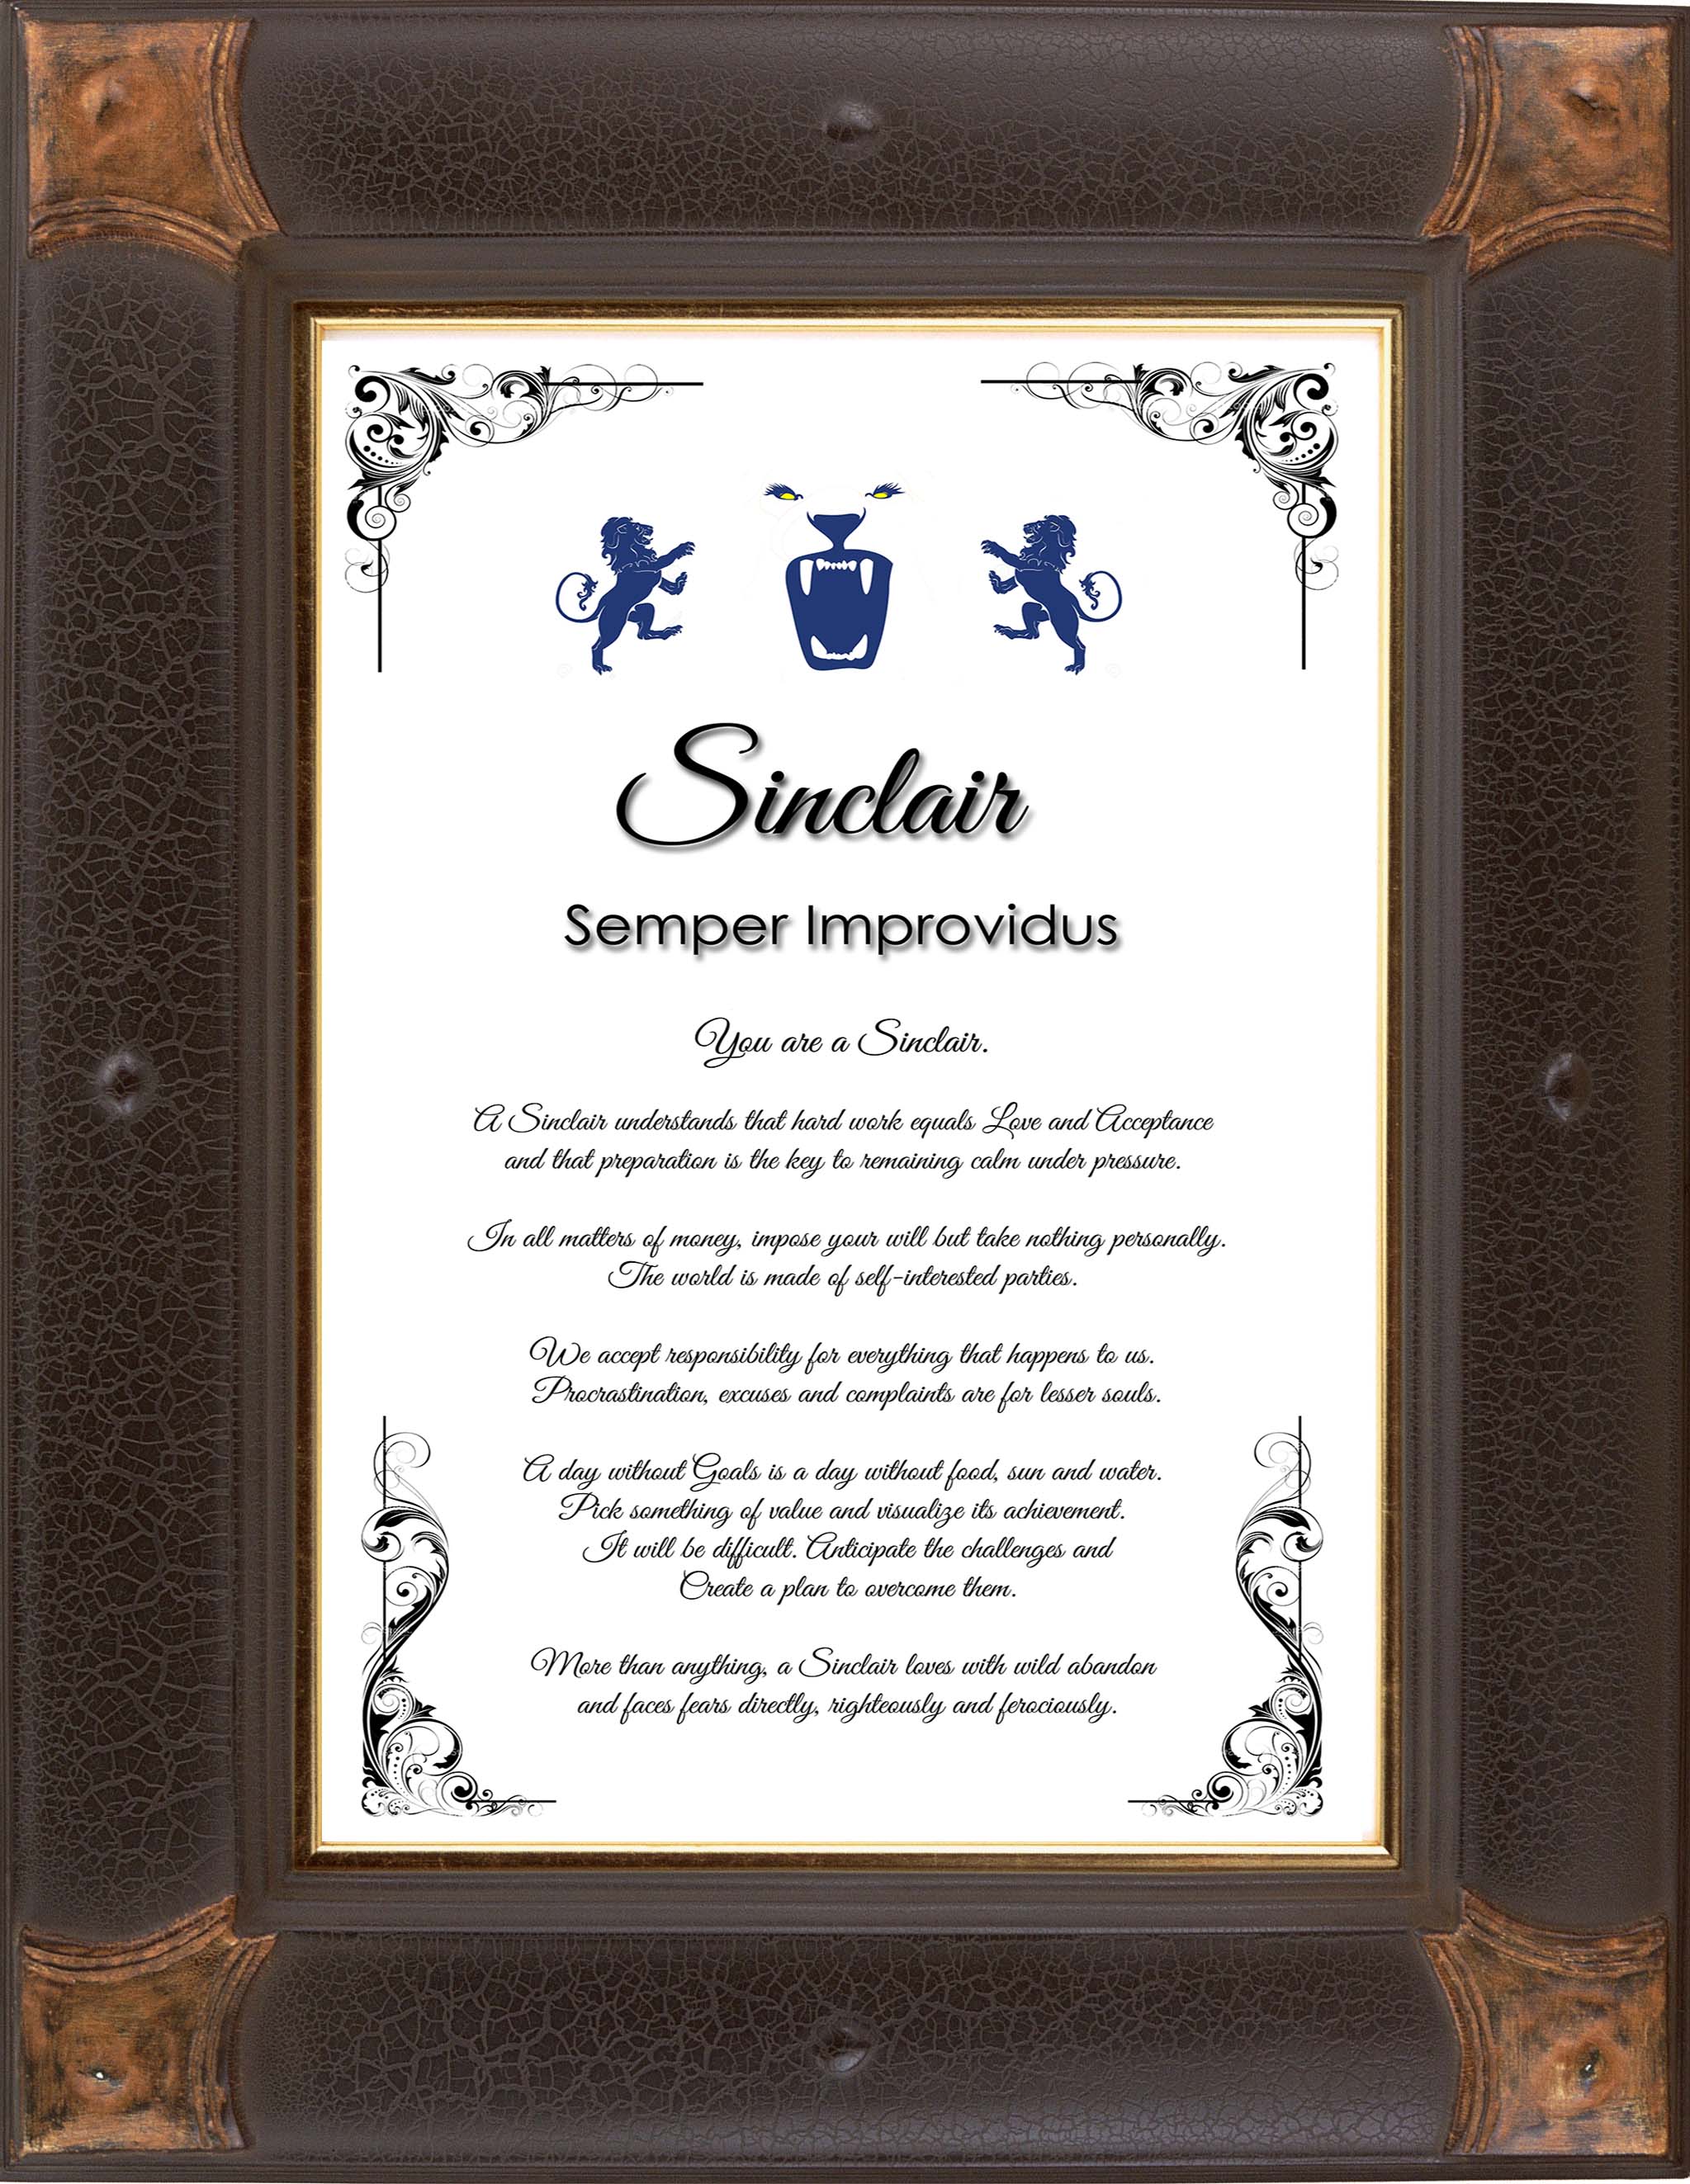 Sinclair
Semper Improvidus
You are a Sinclair.
A Sinclair understands that hard work equals Love and Acceptance
and that preparation is the key to remaining calm under pressure.
In all matters of money, impose your will but take nothing personally.
The world is made of self-interested parties.
We accept responsibility for everything that happens to us.
Procrastination, excuses and complaints are for lesser souls.
A day without Goals is a day without food, sun and water.
Pick something of value and visualize its achievement.
It will be difficult. Anticipate the challenges and
Create a plan to overcome them.
More than anything, a Sinclair loves with wild abandon
and faces fears directly, righteously and ferociously.